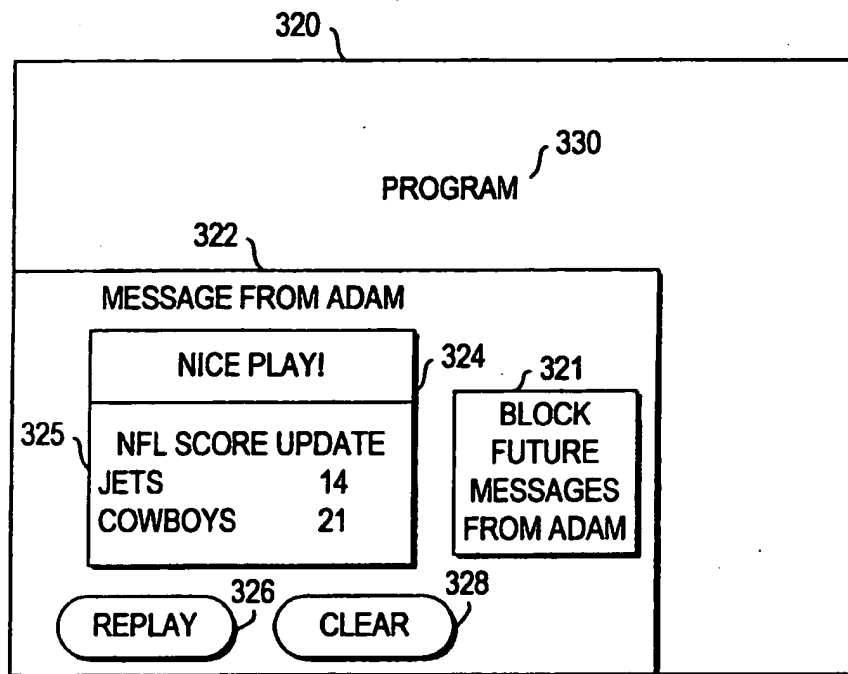 320
330
PROGRAM
322
MESSAGE FROM ADAM
NICE PLAY!
324
321
325
NFL SCORE UPDATE
JETS 14
COWBOYS 21
BLOCK
FUTURE
MESSAGES
FROM ADAM
326
328
REPLAY
CLEAR